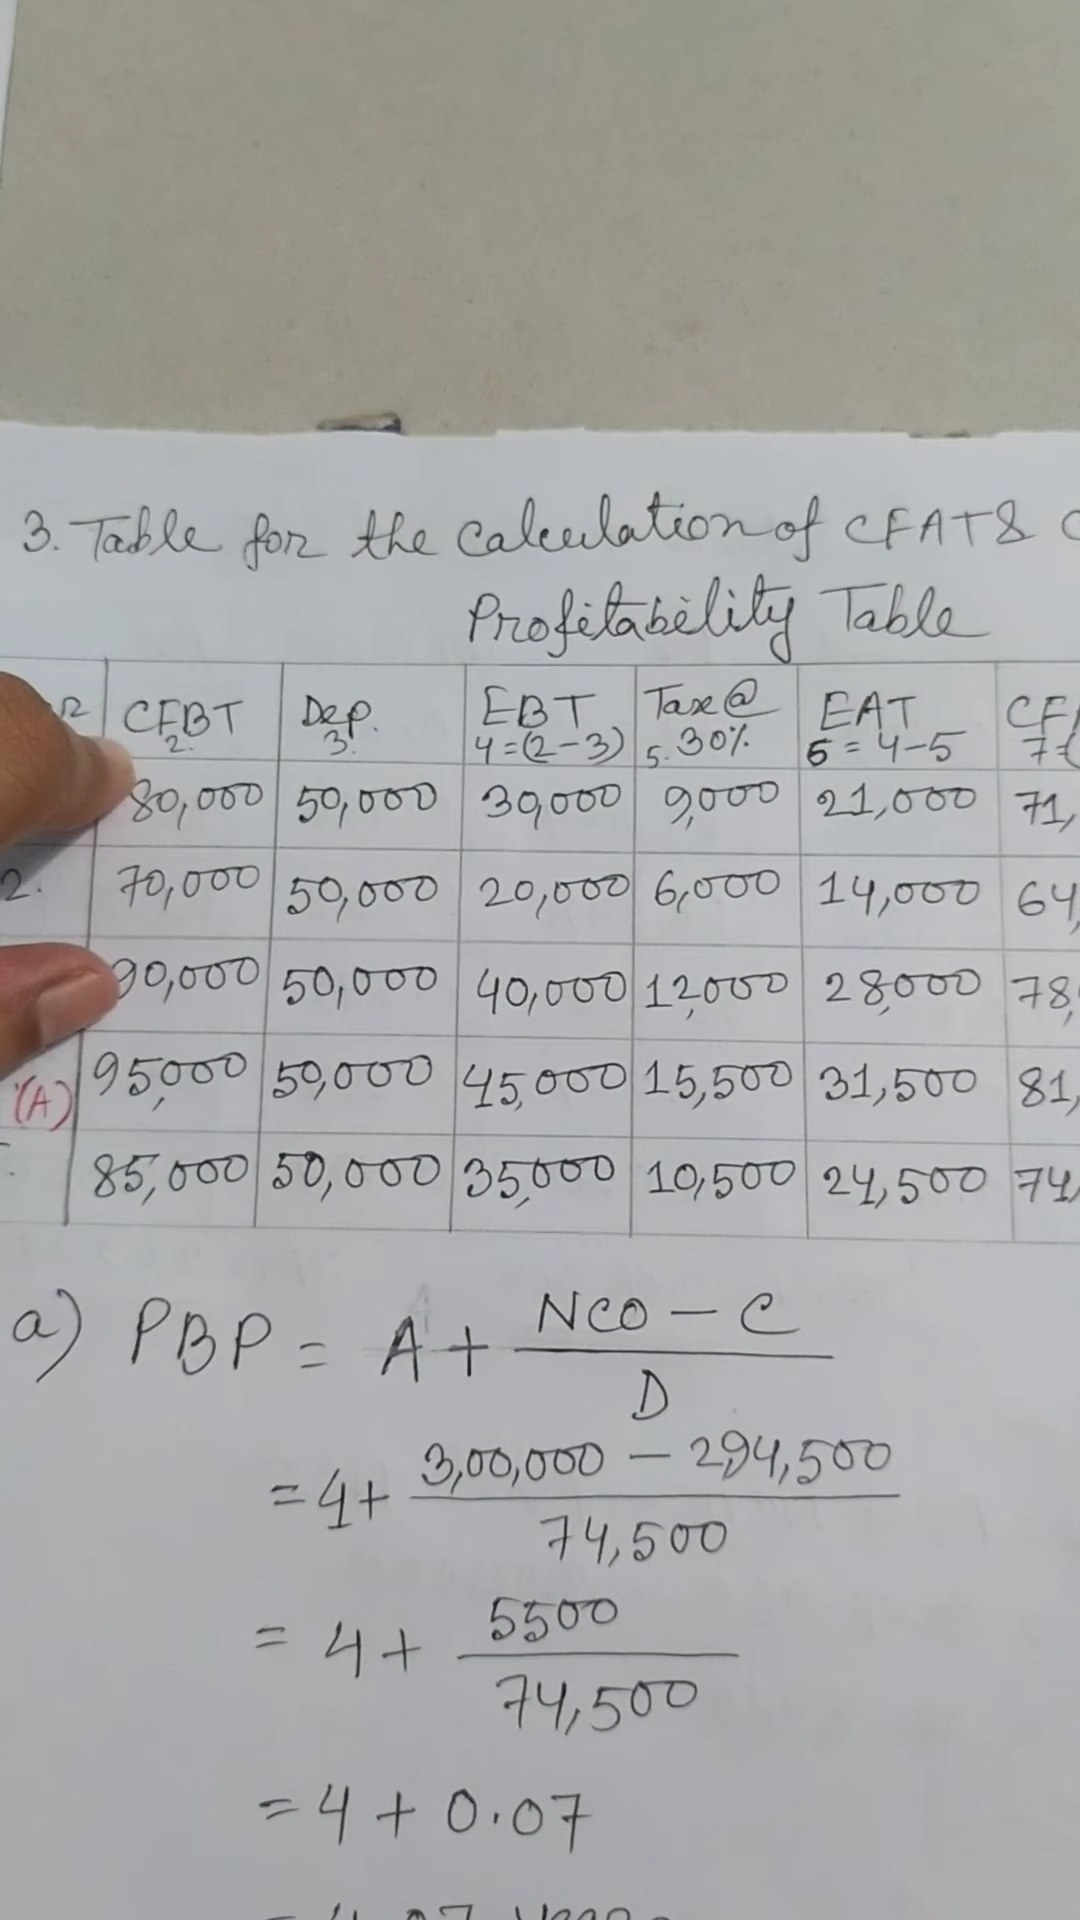 3. Table for the calculation of CFAT &
Profitability Table
CFBT Dep. EBT Tax@ EAT
2. 3. 4=(2-3) 5. 30% 5=4-5 7=(
80,000 50,000 30,000 9,000 21,000 71,
2. 70,000 50,000 20,000 6,000 14,000 64,
90,000 50,000 40,000 12,000 28,000 78,
(A) 95,000 50,000 45,000 15,500 31,500 81,
85,000 50,000 35,000 10,500 24,500 74,
a) PBP = A + NCO - C
D
= 4 + 3,00,000 - 294,500
74,500
= 4 + 5500
74,500
= 4 + 0.07